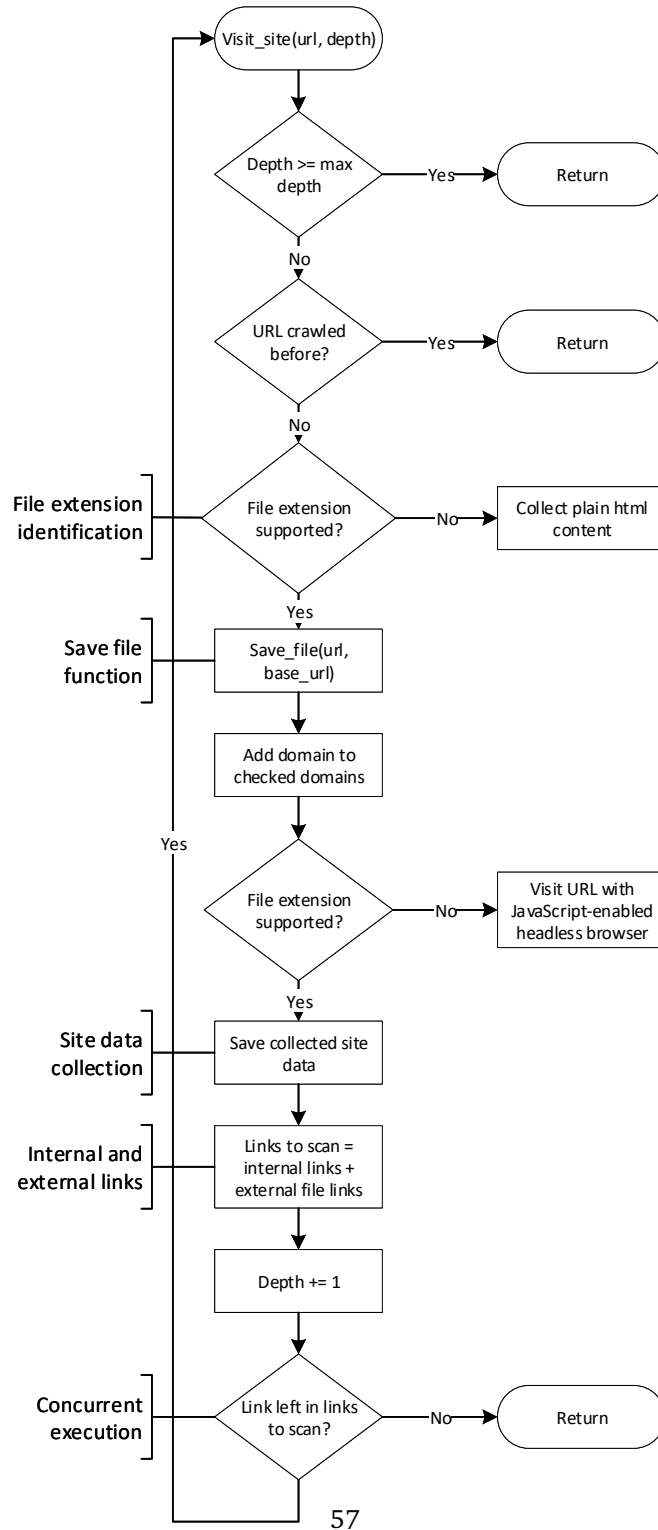 Visit_site(url, depth)
Depth >= max
depth
Yes
Return
No
URL crawled
before?
Yes
Return
No
File extension
identification
File extension
supported?
No
Collect plain html
content
Yes
Save file
function
Save_file(url,
base_url)
Add domain to
checked domains
Yes
File extension
supported?
No
Visit URL with
JavaScript-enabled
headless browser
Yes
Site data
collection
Save collected site
data
Internal and
external links
Links to scan =
internal links +
external file links
Depth += 1
Concurrent
execution
Link left in links
to scan?
No
Return
57